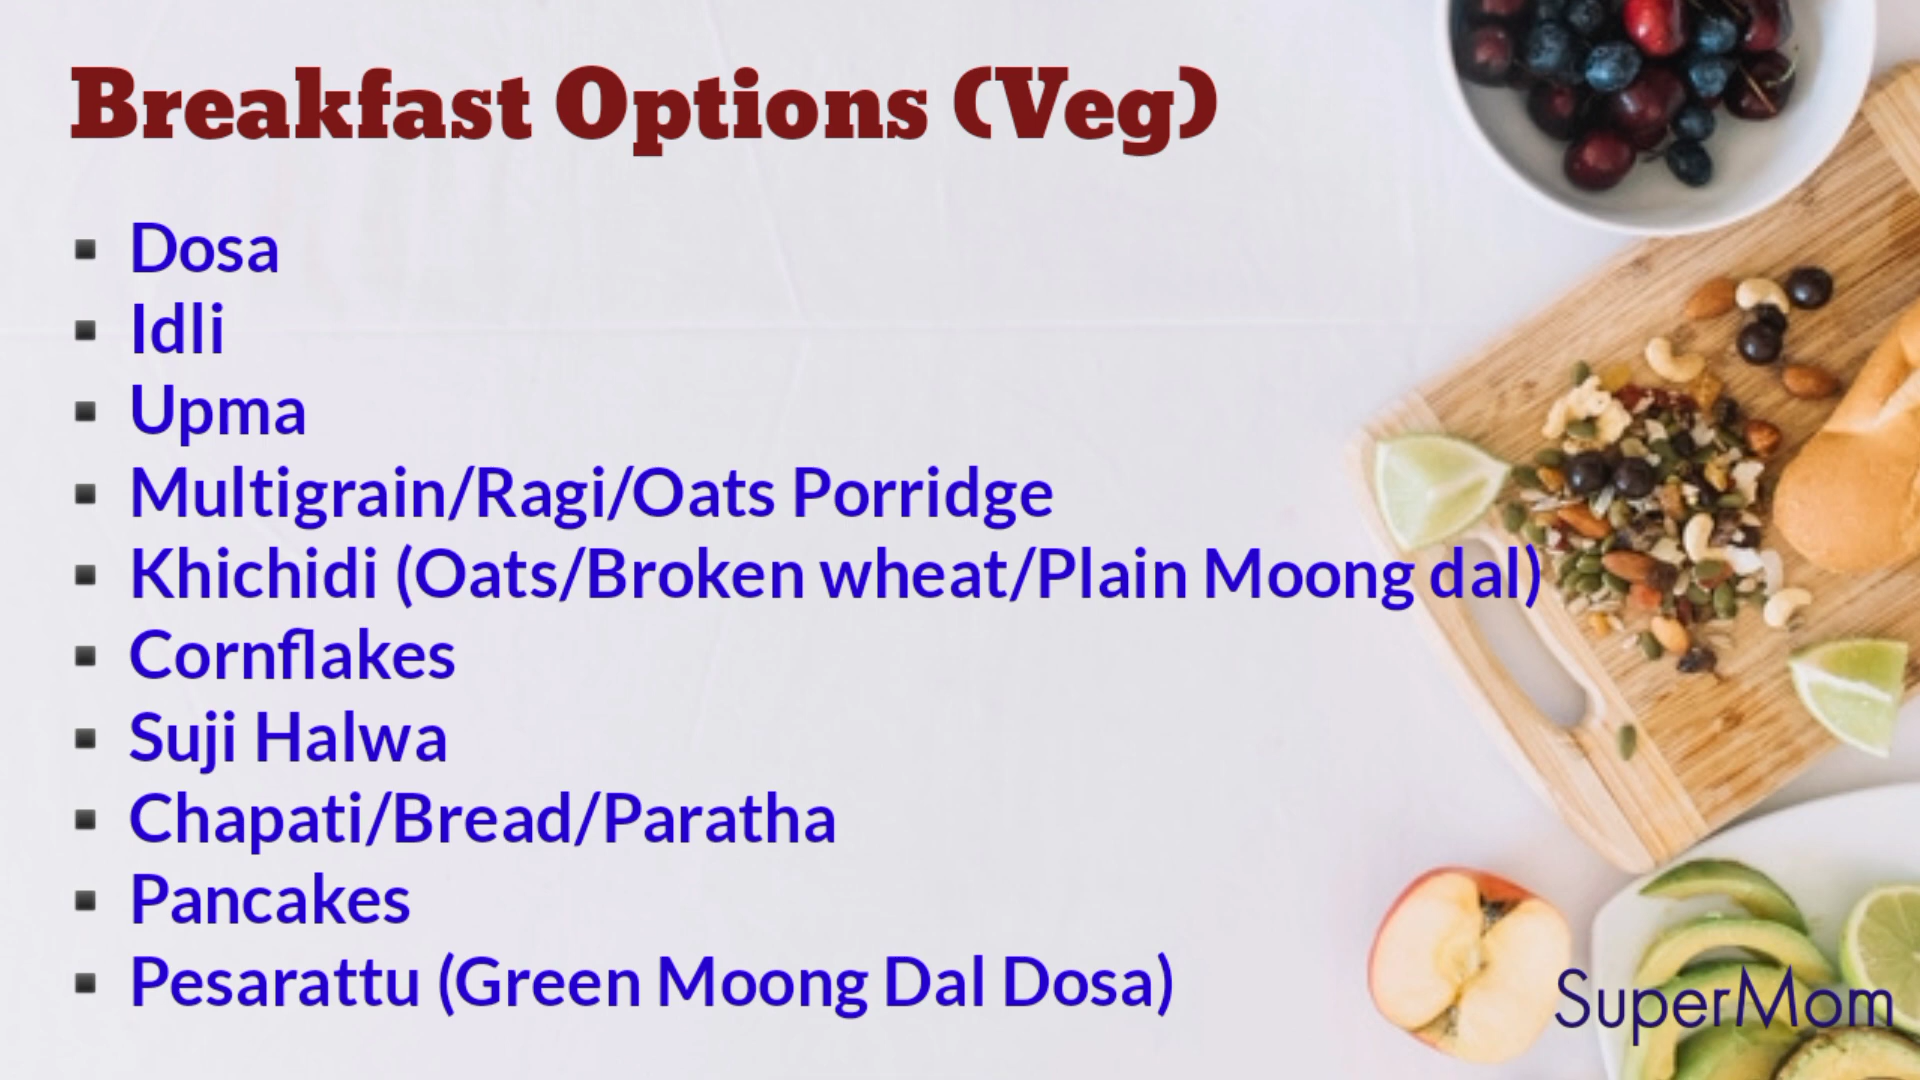 Breakfast Options (Veg)
▪ Dosa
▪ Idli
▪ Upma
▪ Multigrain/Ragi/Oats Porridge
▪ Khichidi (Oats/Broken wheat/Plain Moong dal)
▪ Cornflakes
▪ Suji Halwa
▪ Chapati/Bread/Paratha
▪ Pancakes
▪ Pesarattu (Green Moong Dal Dosa)
SuperMom